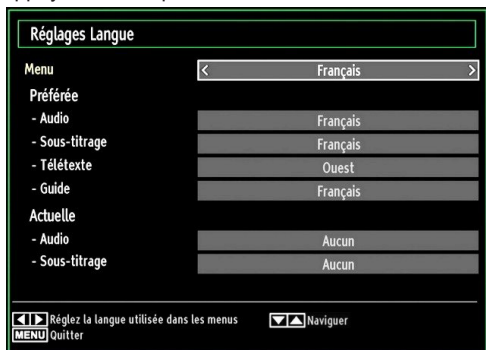 Réglages Langue
Menu < Français >
Préférée
- Audio Français
- Sous-titrage Français
- Télétexte Ouest
- Guide Français
Actuelle
- Audio Aucun
- Sous-titrage Aucun
Réglez la langue utilisée dans les menus Naviguer
MENU Quitter